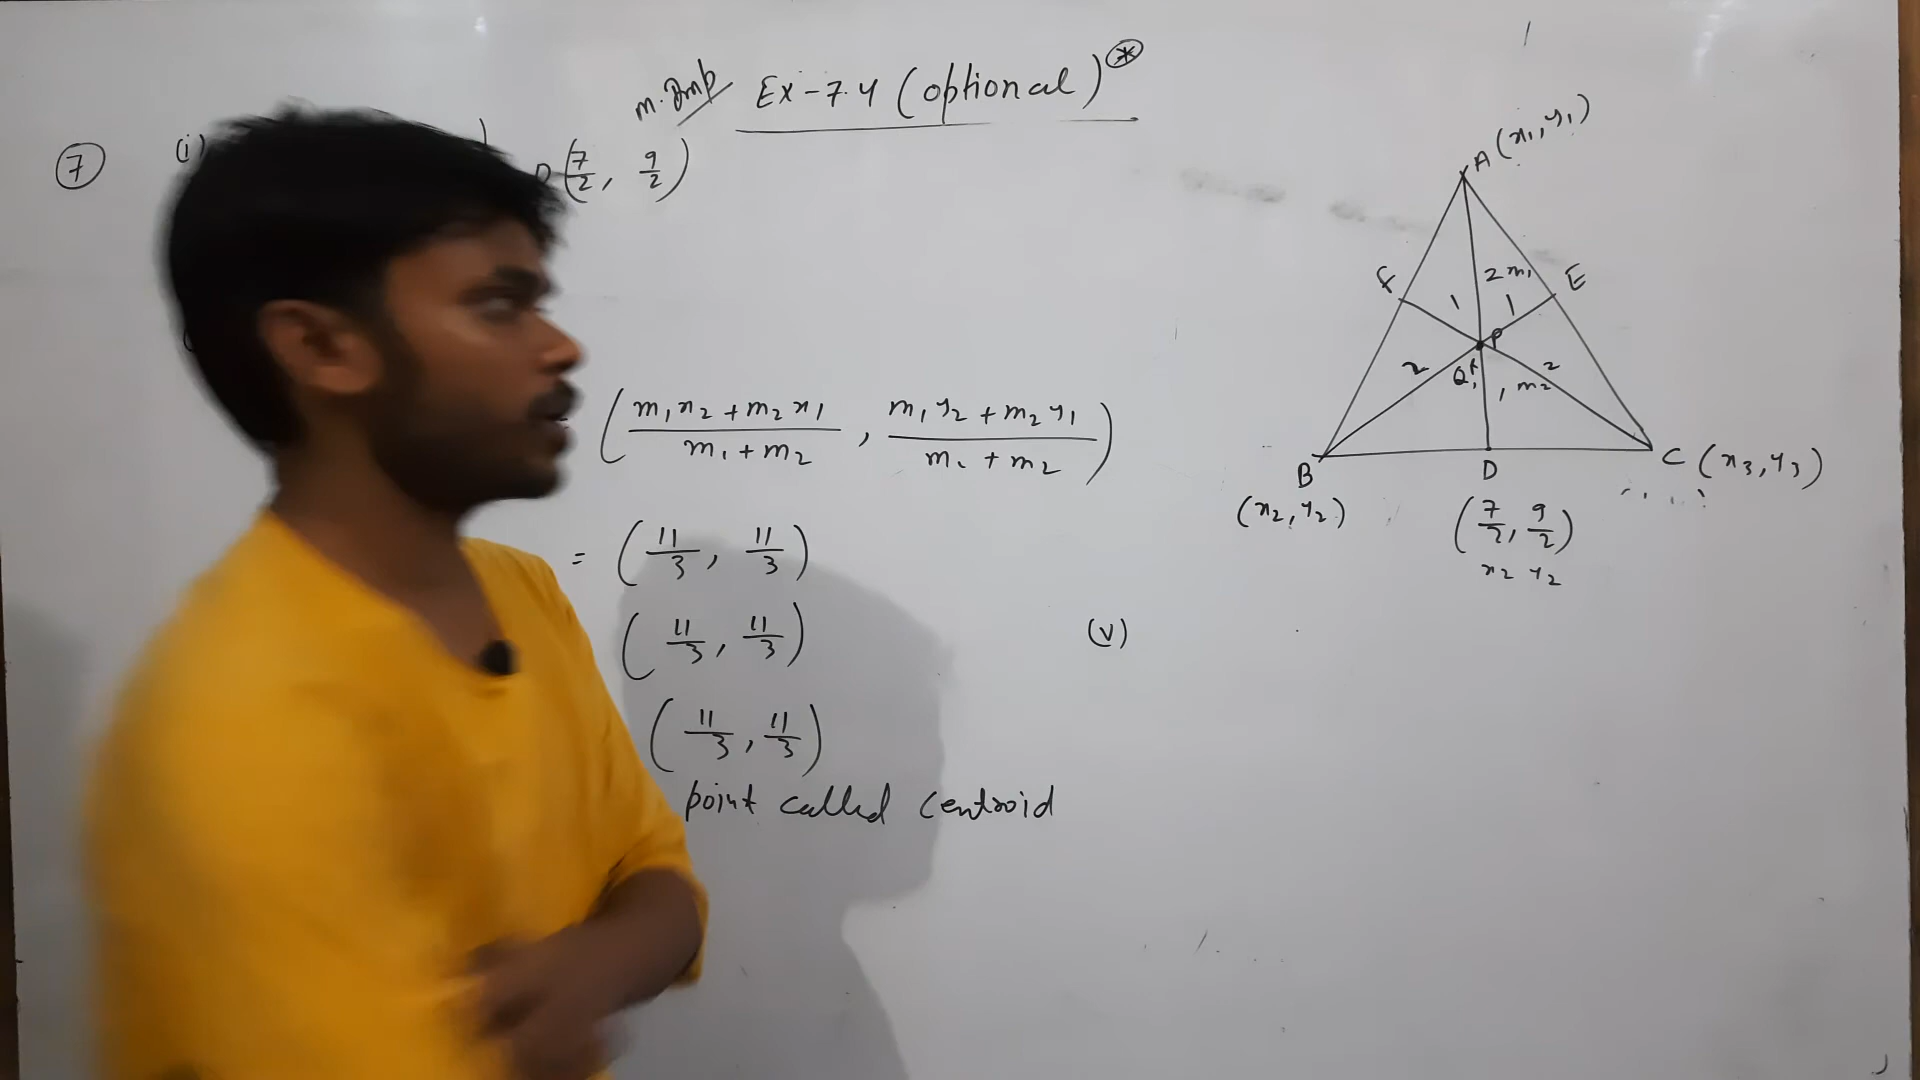 m. Imp Ex-7.4 (optional) *
7 (i) (7/2, 9/2)
(m1x2 + m2x1 / m1 + m2 , m1y2 + m2y1 / m1 + m2)
= (11/3, 11/3)
(11/3, 11/3)
(11/3, 11/3)
point called centroid
(v)
A (x1, y1)
F 2 m1 E
1 1
P
2 Q,R 1 m2 2
B D C (x3, y3)
(x2, y2) (7/2, 9/2)
x2 y2